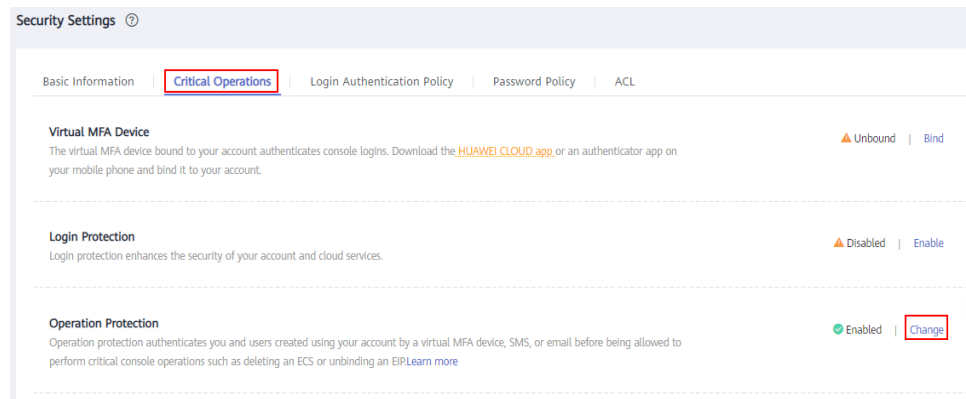 Security Settings ?
Basic Information | Critical Operations | Login Authentication Policy | Password Policy | ACL
Virtual MFA Device
The virtual MFA device bound to your account authenticates console logins. Download the HUAWEI CLOUD app or an authenticator app on
your mobile phone and bind it to your account.
Unbound | Bind
Login Protection
Login protection enhances the security of your account and cloud services.
Disabled | Enable
Operation Protection
Operation protection authenticates you and users created using your account by a virtual MFA device, SMS, or email before being allowed to
perform critical console operations such as deleting an ECS or unbinding an EIP.Learn more
Enabled | Change